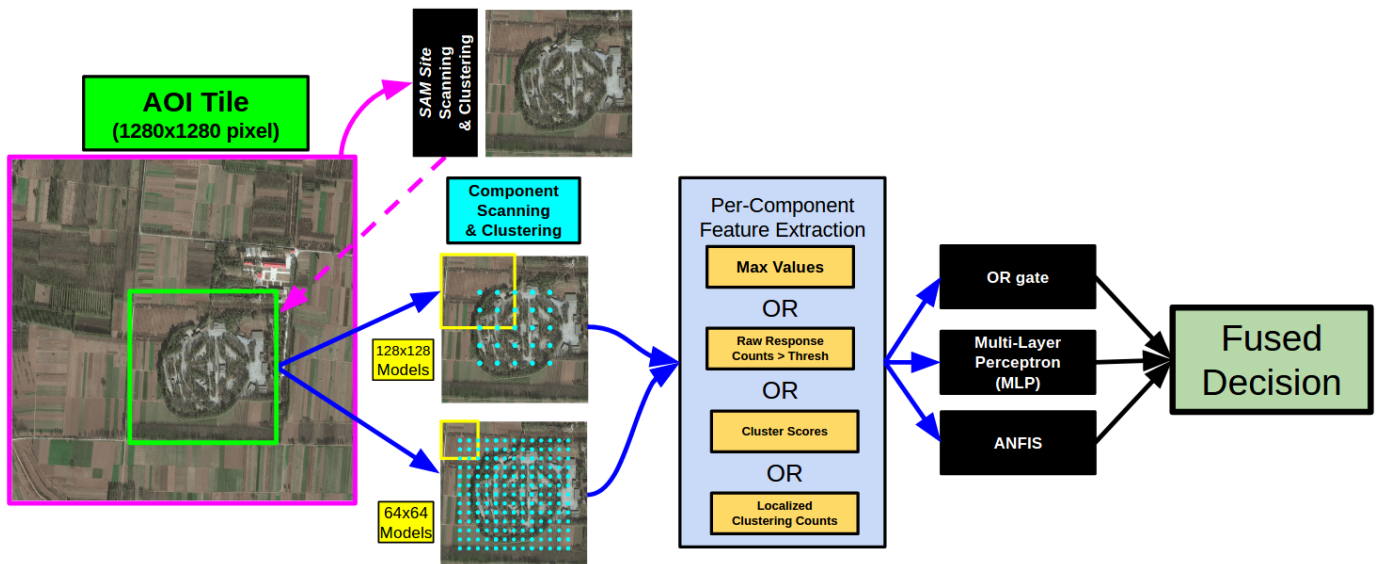 AOI Tile
(1280x1280 pixel)
SAM Site
Scanning
& Clustering
Component
Scanning
& Clustering
128x128
Models
64x64
Models
Per-Component
Feature Extraction
Max Values
OR
Raw Response
Counts > Thresh
OR
Cluster Scores
OR
Localized
Clustering Counts
OR gate
Multi-Layer
Perceptron
(MLP)
ANFIS
Fused
Decision